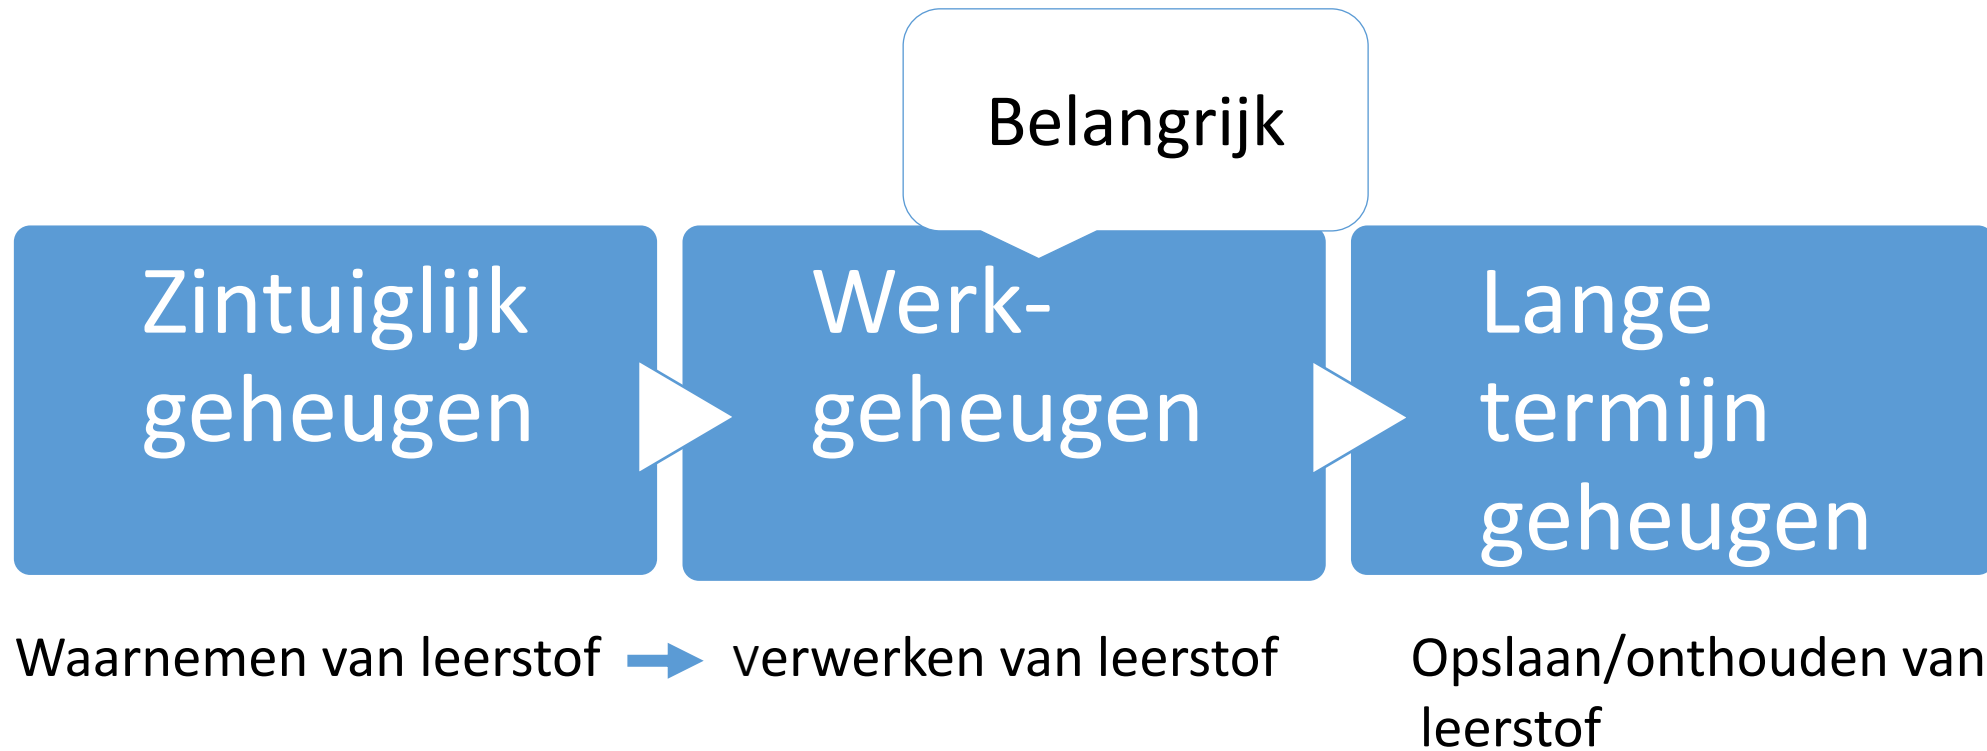 Belangrijk
Zintuiglijk
geheugen
Werk-
geheugen
Lange
termijn
geheugen
Waarnemen van leerstof
verwerken van leerstof
Opslaan/onthouden van
leerstof